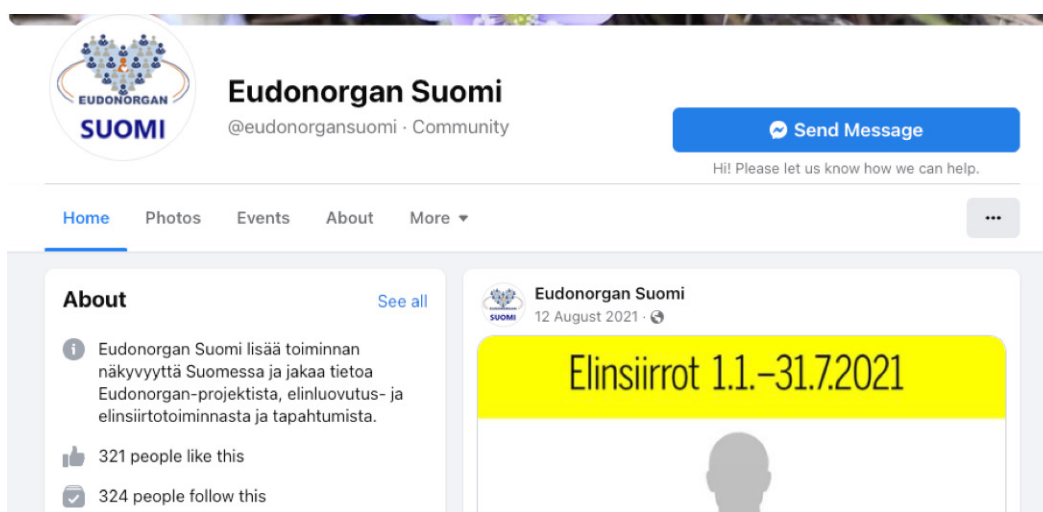 EUDONORGAN
SUOMI
Eudonorgan Suomi
@eudonorgansuomi · Community
Send Message
Hi! Please let us know how we can help.
Home Photos Events About More
About See all
Eudonorgan Suomi lisää toiminnan
näkyvyyttä Suomessa ja jakaa tietoa
Eudonorgan-projektista, elinluovutus- ja
elinsiirtotoiminnasta ja tapahtumista.
321 people like this
324 people follow this
SUOMI
Eudonorgan Suomi
12 August 2021 ·
Elinsiirrot 1.1.–31.7.2021